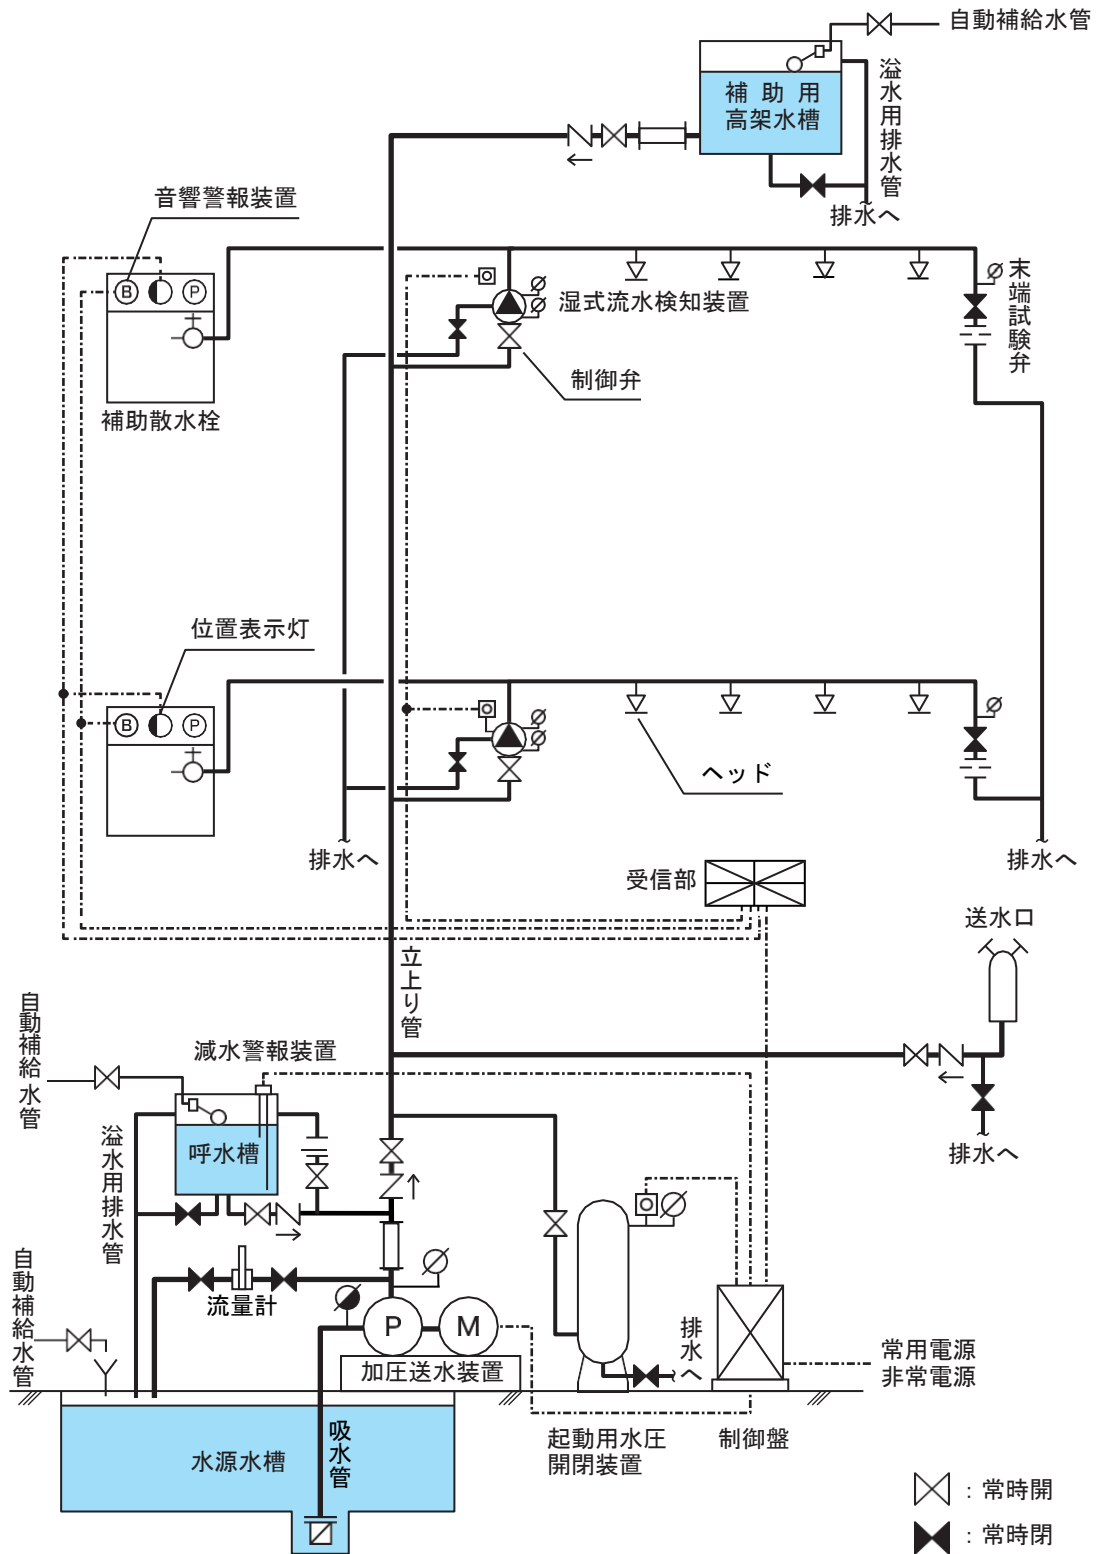 自動補給水管
補助用
高架水槽
溢水用排水管
排水へ
音響警報装置
B
P
補助散水栓
湿式流水検知装置
制御弁
末端試験弁
位置表示灯
B
P
ヘッド
排水へ
排水へ
受信部
送水口
立上り管
自動補給水管
減水警報装置
呼水槽
溢水用排水管
排水へ
自動補給水管
流量計
P
M
加圧送水装置
排水へ
常用電源
非常電源
吸水管
水源水槽
起動用水圧
開閉装置
制御盤
：常時開
：常時閉